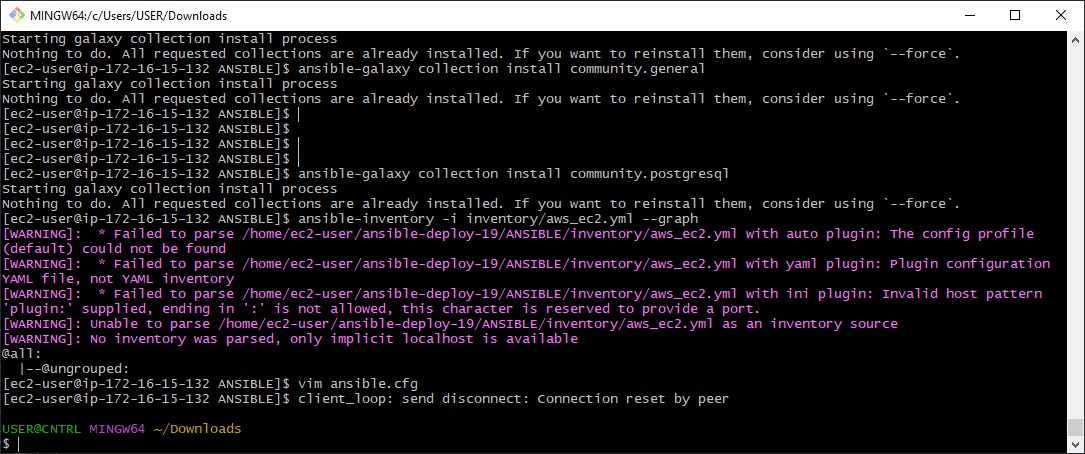 MINGW64:/c/Users/USER/Downloads
Starting galaxy collection install process
Nothing to do. All requested collections are already installed. If you want to reinstall them, consider using `--force`.
[ec2-user@ip-172-16-15-132 ANSIBLE]$ ansible-galaxy collection install community.general
Starting galaxy collection install process
Nothing to do. All requested collections are already installed. If you want to reinstall them, consider using `--force`.
[ec2-user@ip-172-16-15-132 ANSIBLE]$
[ec2-user@ip-172-16-15-132 ANSIBLE]$
[ec2-user@ip-172-16-15-132 ANSIBLE]$
[ec2-user@ip-172-16-15-132 ANSIBLE]$
[ec2-user@ip-172-16-15-132 ANSIBLE]$ ansible-galaxy collection install community.postgresql
Starting galaxy collection install process
Nothing to do. All requested collections are already installed. If you want to reinstall them, consider using `--force`.
[ec2-user@ip-172-16-15-132 ANSIBLE]$ ansible-inventory -i inventory/aws_ec2.yml --graph
[WARNING]:  * Failed to parse /home/ec2-user/ansible-deploy-19/ANSIBLE/inventory/aws_ec2.yml with auto plugin: The config profile
(default) could not be found
[WARNING]:  * Failed to parse /home/ec2-user/ansible-deploy-19/ANSIBLE/inventory/aws_ec2.yml with yaml plugin: Plugin configuration
YAML file, not YAML inventory
[WARNING]:  * Failed to parse /home/ec2-user/ansible-deploy-19/ANSIBLE/inventory/aws_ec2.yml with ini plugin: Invalid host pattern
'plugin:' supplied, ending in ':' is not allowed, this character is reserved to provide a port.
[WARNING]: Unable to parse /home/ec2-user/ansible-deploy-19/ANSIBLE/inventory/aws_ec2.yml as an inventory source
[WARNING]: No inventory was parsed, only implicit localhost is available
@all:
  |--@ungrouped:
[ec2-user@ip-172-16-15-132 ANSIBLE]$ vim ansible.cfg
[ec2-user@ip-172-16-15-132 ANSIBLE]$ client_loop: send disconnect: Connection reset by peer
USER@CNTRL MINGW64 ~/Downloads
$